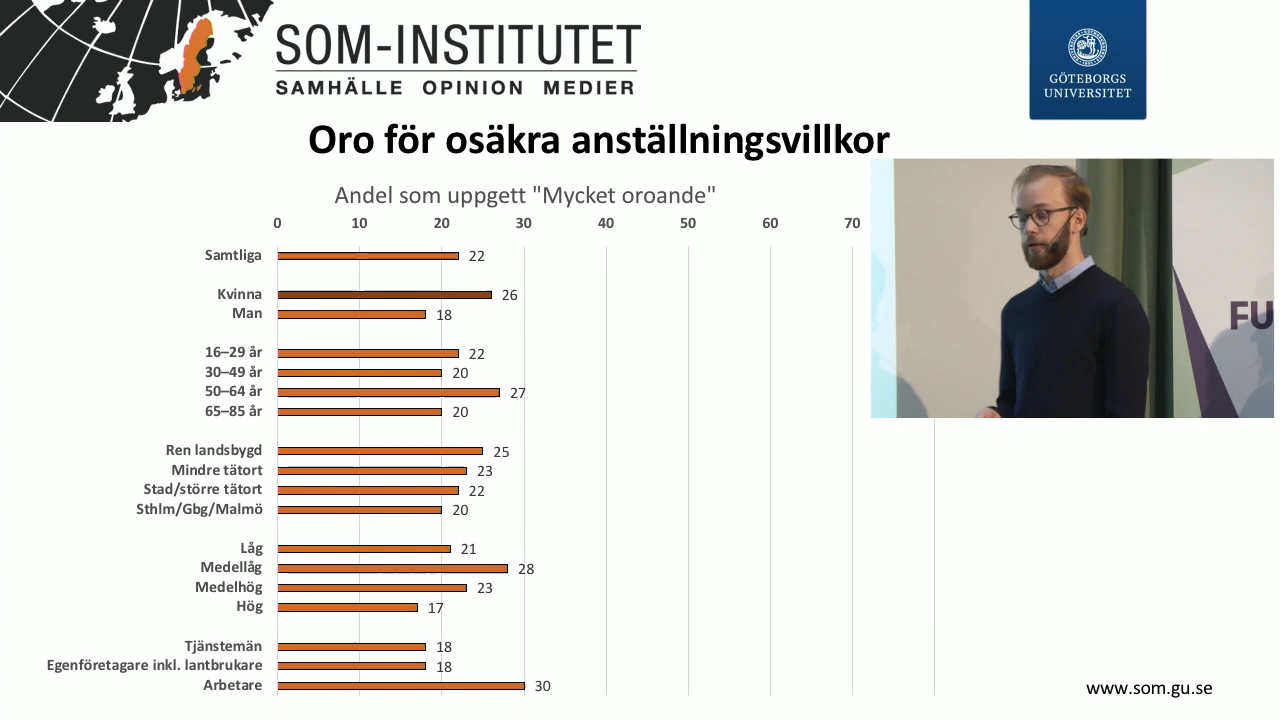 SOM-INSTITUTET
SAMHÄLLE OPINION MEDIER
GÖTEBORGS
UNIVERSITET
Oro för osäkra anställningsvillkor
Andel som uppgett "Mycket oroande"
0 10 20 30 40 50 60 70
Samtliga 22
Kvinna 26
Man 18
16–29 år 22
30–49 år 20
50–64 år 27
65–85 år 20
Ren landsbygd 25
Mindre tätort 23
Stad/större tätort 22
Sthlm/Gbg/Malmö 20
Låg 21
Medellåg 28
Medelhög 23
Hög 17
Tjänstemän 18
Egenföretagare inkl. lantbrukare 18
Arbetare 30
FU
www.som.gu.se